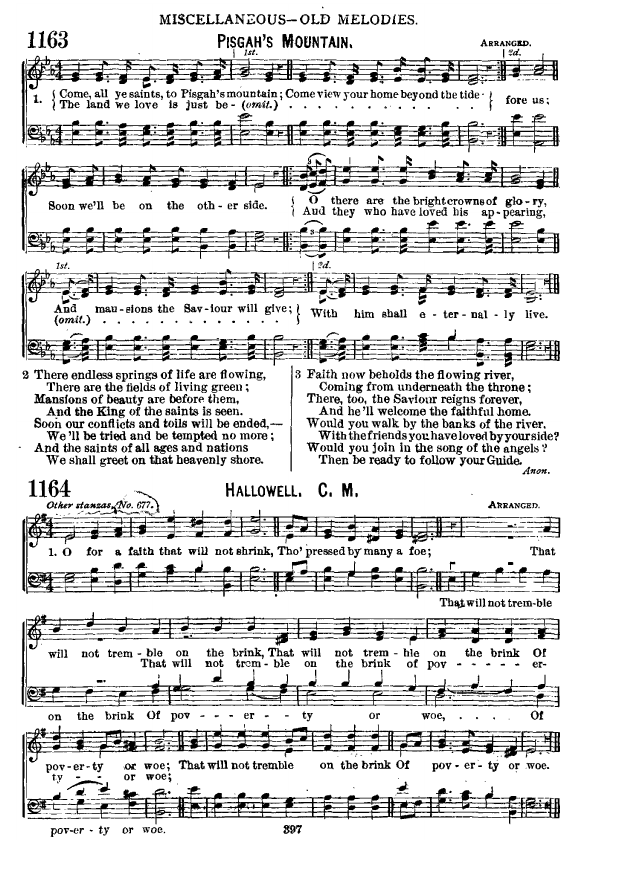 MISCELLANEOUS—OLD MELODIES.
1163 PISGAH'S MOUNTAIN. ARRANGED.
1st. 2d.
1. { Come, all ye saints, to Pisgah's mountain; Come view your home beyond the tide - } fore us;
{ The land we love is just be - (omit.) . . . . . . . . . . . . }
Soon we'll be on the oth - er side. { O there are the bright crowns of glo - ry,
And they who have loved his ap - pearing,
1st. 2d.
And man - sions the Sav - iour will give; } With him shall e - ter - nal - ly live.
(omit.) . . . . . . . . . . .
2 There endless springs of life are flowing,
There are the fields of living green;
Mansions of beauty are before them,
And the King of the saints is seen.
Soon our conflicts and toils will be ended,—
We'll be tried and be tempted no more;
And the saints of all ages and nations
We shall greet on that heavenly shore.
3 Faith now beholds the flowing river,
Coming from underneath the throne;
There, too, the Saviour reigns forever,
And he'll welcome the faithful home.
Would you walk by the banks of the river,
With the friends you have loved by your side?
Would you join in the song of the angels?
Then be ready to follow your Guide.
Anon.
1164 HALLOWELL. C. M.
Other stanzas, No. 677. ARRANGED.
1. O for a faith that will not shrink, Tho' pressed by many a foe; That
That will not trem-ble
will not trem - ble on the brink, That will not trem - ble on the brink Of
That will not trem - ble on the brink of pov - - - - - er-
on the brink Of pov - - - er - ty or woe, . . . . Of
pov - er - ty or woe; That will not tremble on the brink Of pov - er - ty or woe.
ty - - or woe;
pov-er - ty or woe.
397